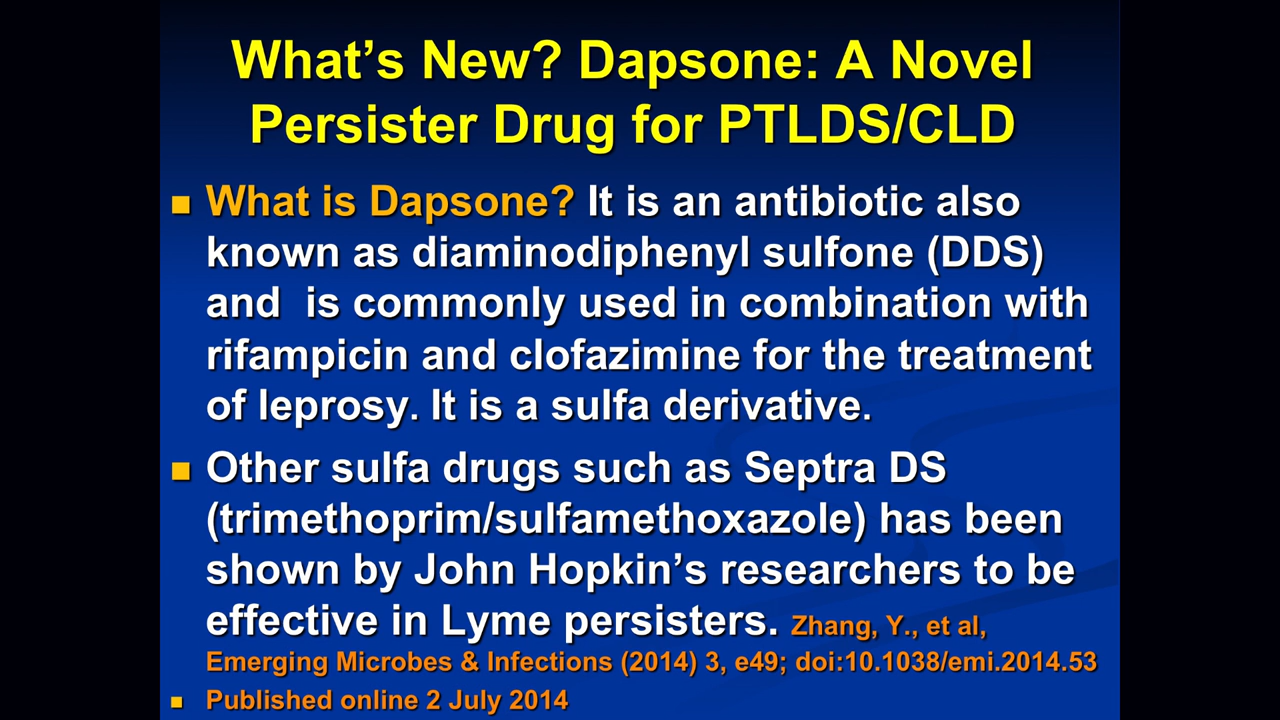 What’s New? Dapsone: A Novel
Persister Drug for PTLDS/CLD
What is Dapsone? It is an antibiotic also
known as diaminodiphenyl sulfone (DDS)
and  is commonly used in combination with
rifampicin and clofazimine for the treatment
of leprosy. It is a sulfa derivative.
Other sulfa drugs such as Septra DS
(trimethoprim/sulfamethoxazole) has been
shown by John Hopkin’s researchers to be
effective in Lyme persisters. Zhang, Y., et al,
Emerging Microbes & Infections (2014) 3, e49; doi:10.1038/emi.2014.53
Published online 2 July 2014